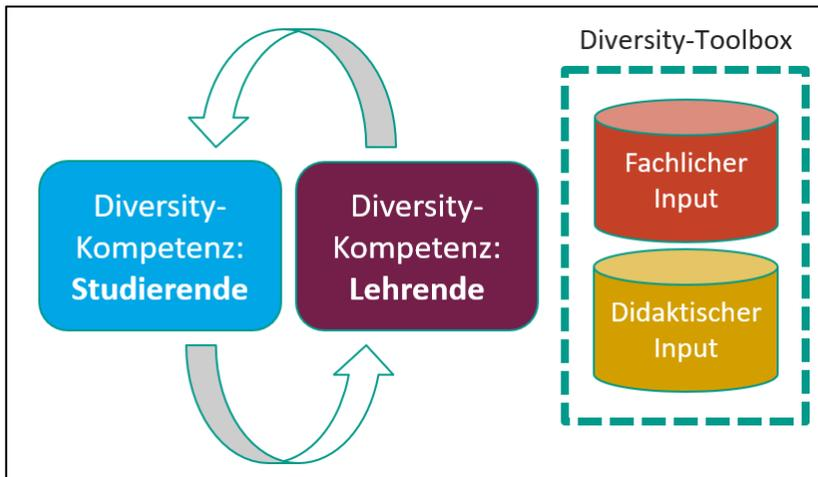 Diversity-Toolbox
Diversity-
Kompetenz:
Studierende
Diversity-
Kompetenz:
Lehrende
Fachlicher
Input
Didaktischer
Input